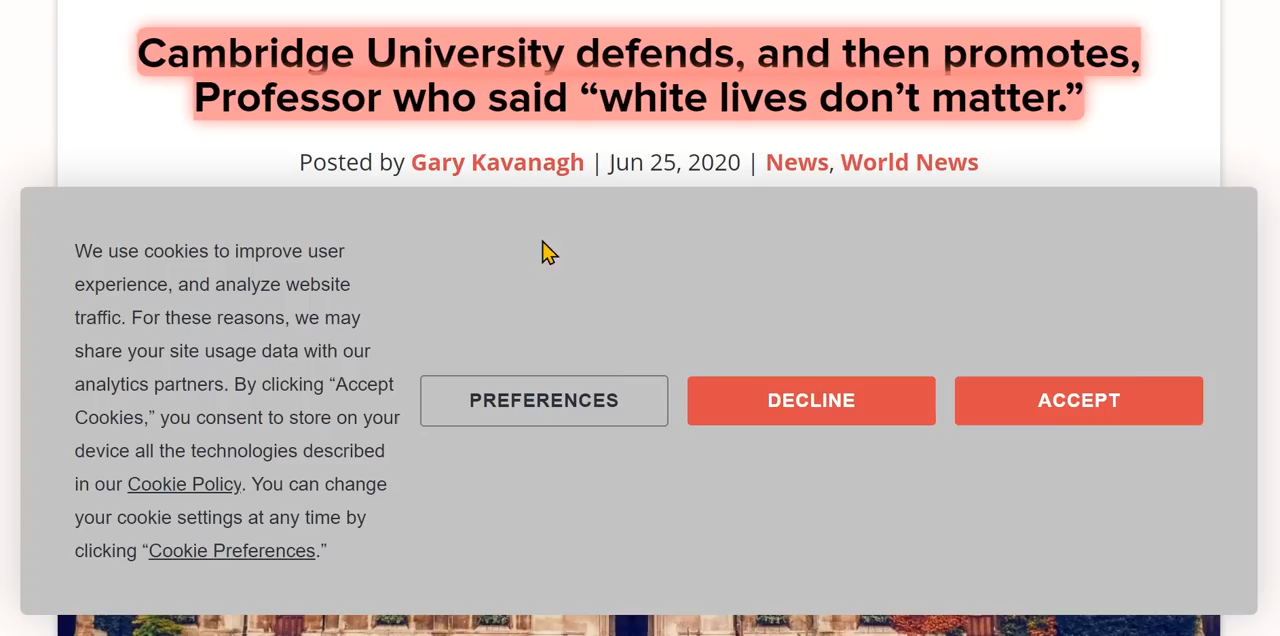 Cambridge University defends, and then promotes,
Professor who said “white lives don’t matter.”
Posted by Gary Kavanagh | Jun 25, 2020 | News, World News
We use cookies to improve user
experience, and analyze website
traffic. For these reasons, we may
share your site usage data with our
analytics partners. By clicking “Accept
Cookies,” you consent to store on your
device all the technologies described
in our Cookie Policy. You can change
your cookie settings at any time by
clicking “Cookie Preferences.”
PREFERENCES
DECLINE
ACCEPT